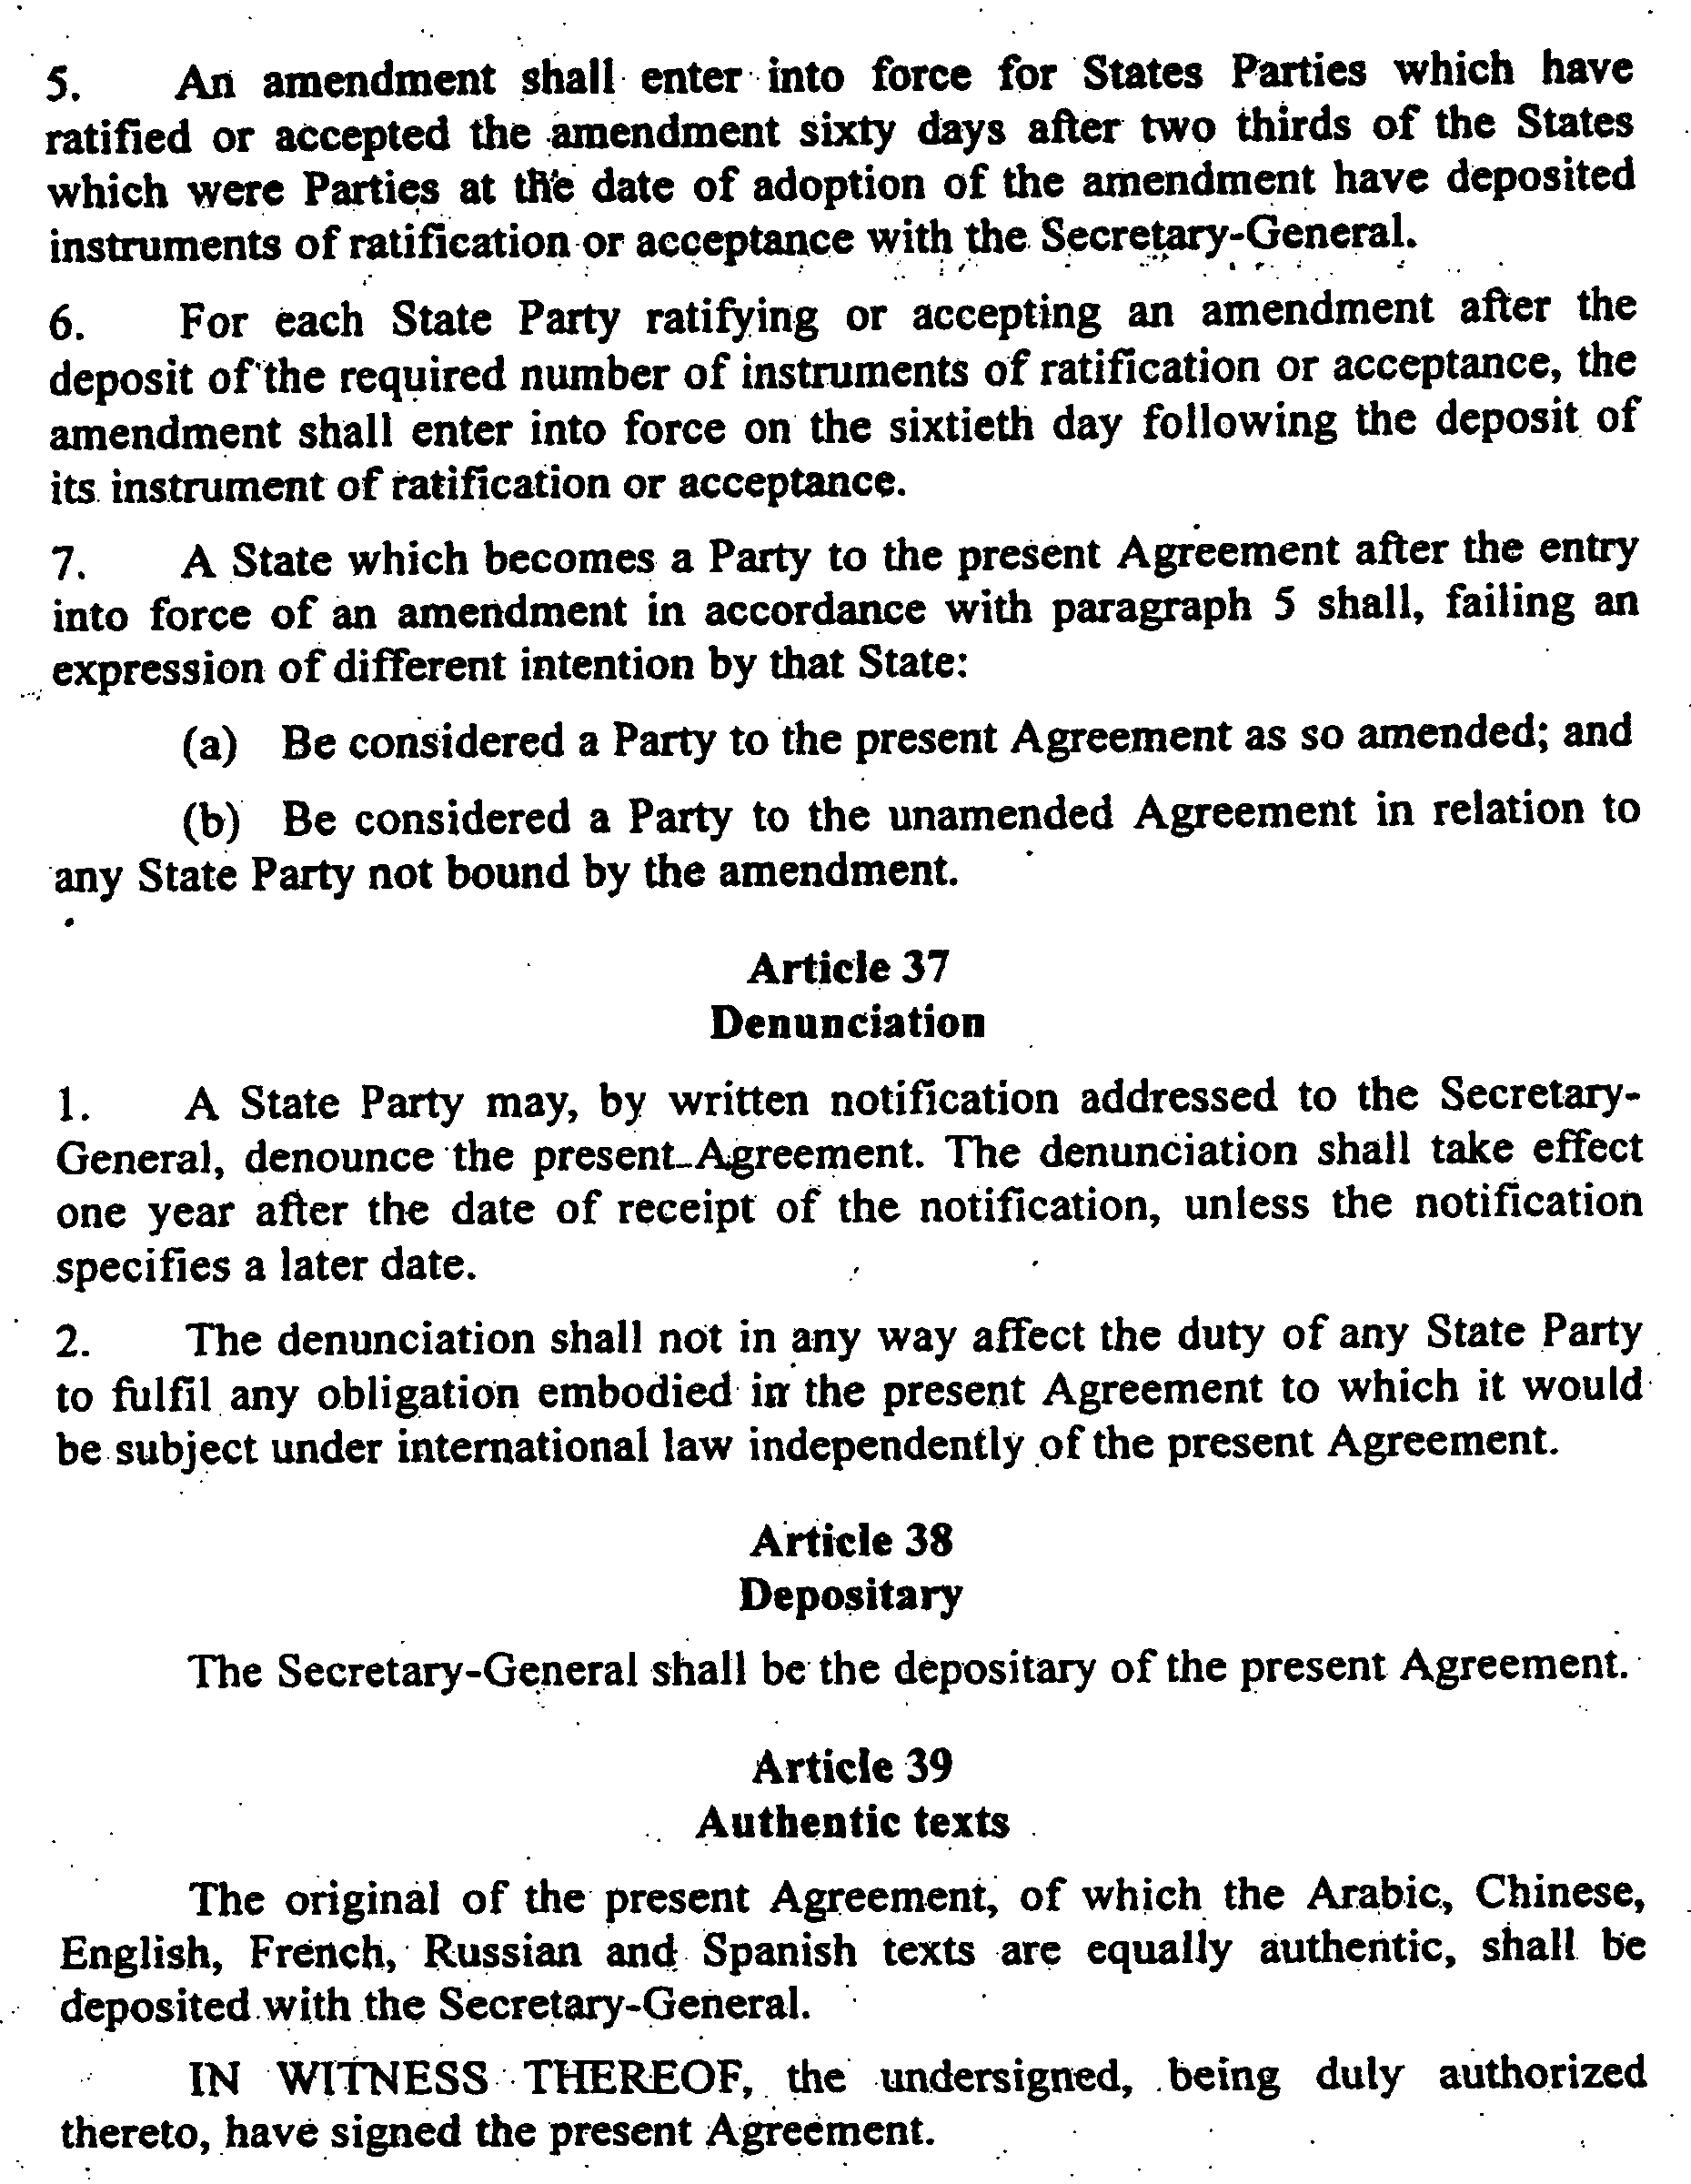 5. An amendment shall enter into force for States Parties which have
ratified or accepted the amendment sixty days after two thirds of the States
which were Parties at the date of adoption of the amendment have deposited
instruments of ratification or acceptance with the Secretary-General.
6. For each State Party ratifying or accepting an amendment after the
deposit of the required number of instruments of ratification or acceptance, the
amendment shall enter into force on the sixtieth day following the deposit of
its instrument of ratification or acceptance.
7. A State which becomes a Party to the present Agreement after the entry
into force of an amendment in accordance with paragraph 5 shall, failing an
expression of different intention by that State:
(a) Be considered a Party to the present Agreement as so amended; and
(b) Be considered a Party to the unamended Agreement in relation to
any State Party not bound by the amendment.
Article 37
Denunciation
1. A State Party may, by written notification addressed to the Secretary-
General, denounce the present Agreement. The denunciation shall take effect
one year after the date of receipt of the notification, unless the notification
specifies a later date.
2. The denunciation shall not in any way affect the duty of any State Party
to fulfil any obligation embodied in the present Agreement to which it would
be subject under international law independently of the present Agreement.
Article 38
Depositary
The Secretary-General shall be the depositary of the present Agreement.
Article 39
Authentic texts
The original of the present Agreement, of which the Arabic, Chinese,
English, French, Russian and Spanish texts are equally authentic, shall be
deposited with the Secretary-General.
IN WITNESS THEREOF, the undersigned, being duly authorized
thereto, have signed the present Agreement.